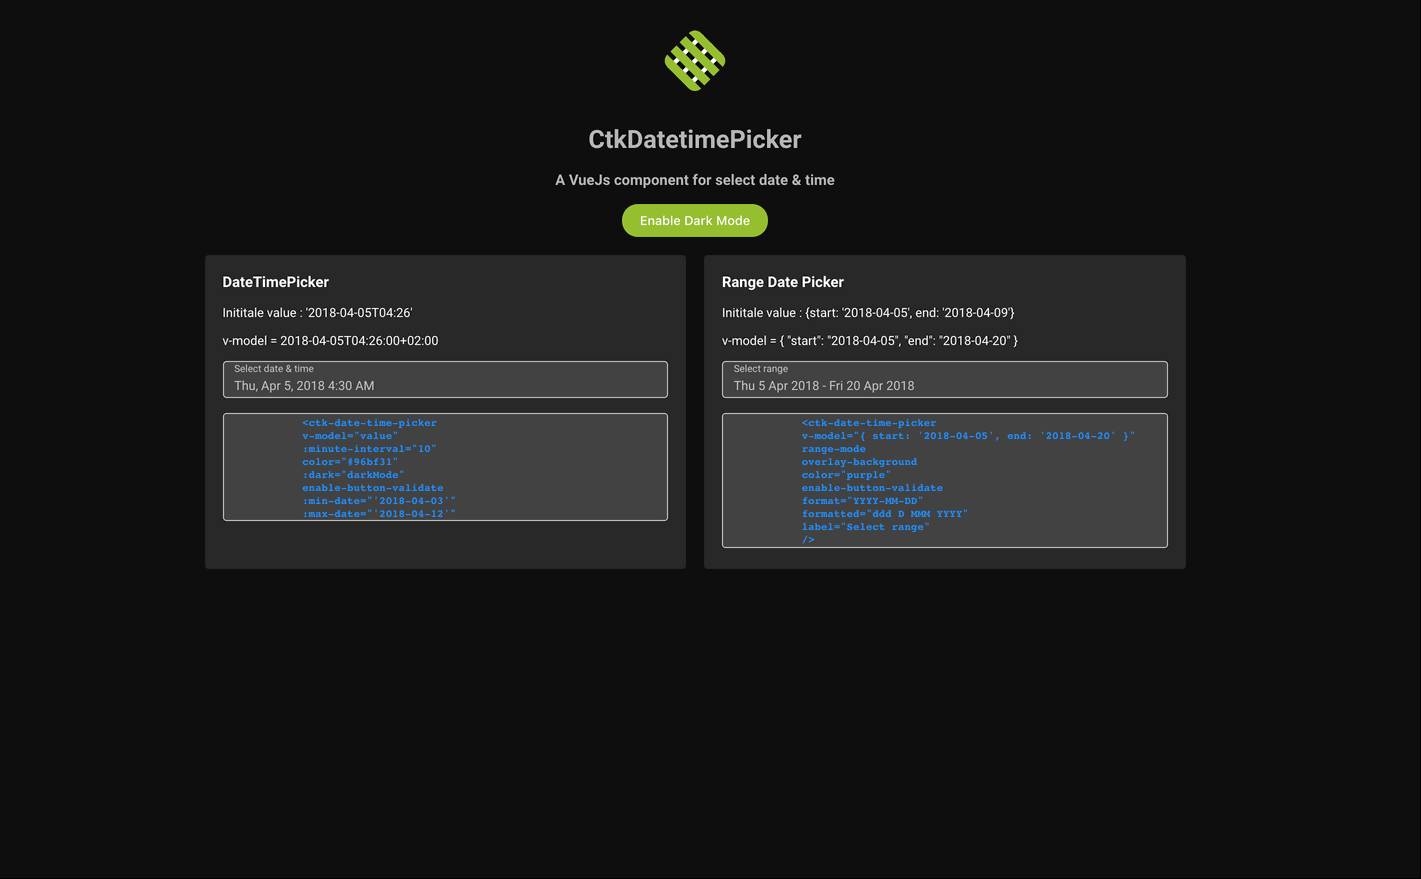 CtkDatetimePicker
A VueJs component for select date & time
Enable Dark Mode
DateTimePicker
Inititale value : '2018-04-05T04:26'
v-model = 2018-04-05T04:26:00+02:00
Select date & time
Thu, Apr 5, 2018 4:30 AM
<ctk-date-time-picker
v-model="value"
:minute-interval="10"
color="#96bf31"
:dark="darkMode"
enable-button-validate
:min-date="'2018-04-03'"
:max-date="'2018-04-12'"
Range Date Picker
Inititale value : {start: '2018-04-05', end: '2018-04-09'}
v-model = { "start": "2018-04-05", "end": "2018-04-20" }
Select range
Thu 5 Apr 2018 - Fri 20 Apr 2018
<ctk-date-time-picker
v-model="{ start: '2018-04-05', end: '2018-04-20' }"
range-mode
overlay-background
color="purple"
enable-button-validate
format="YYYY-MM-DD"
formatted="ddd D MMM YYYY"
label="Select range"
/>